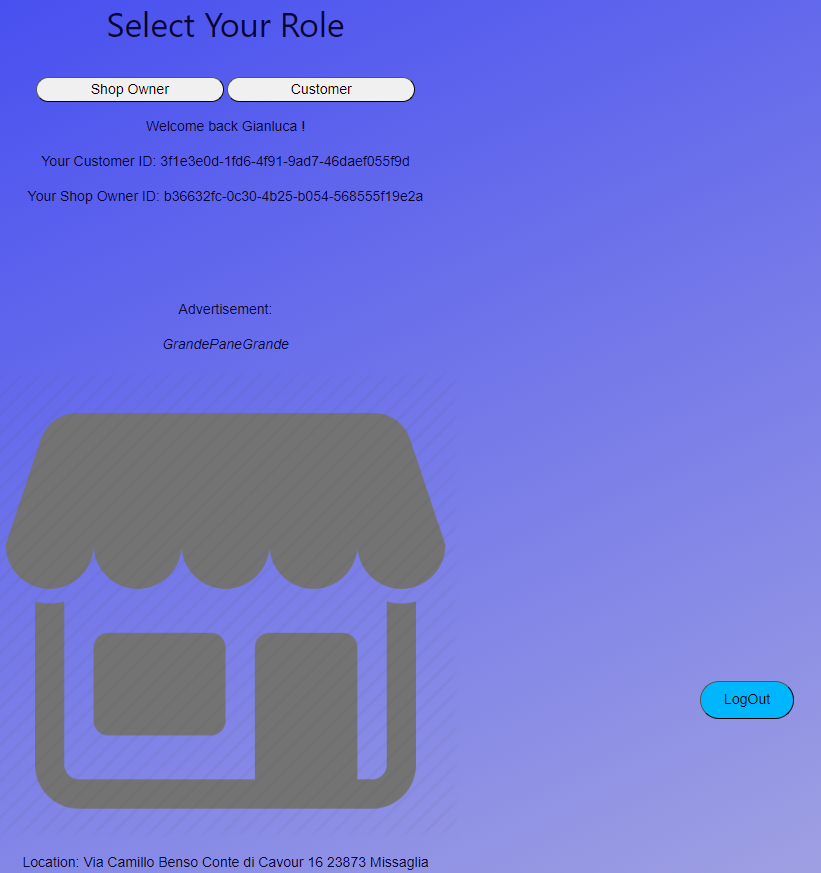 Select Your Role
Shop Owner Customer
Welcome back Gianluca !
Your Customer ID: 3f1e3e0d-1fd6-4f91-9ad7-46daef055f9d
Your Shop Owner ID: b36632fc-0c30-4b25-b054-568555f19e2a
Advertisement:
GrandePaneGrande
LogOut
Location: Via Camillo Benso Conte di Cavour 16 23873 Missaglia